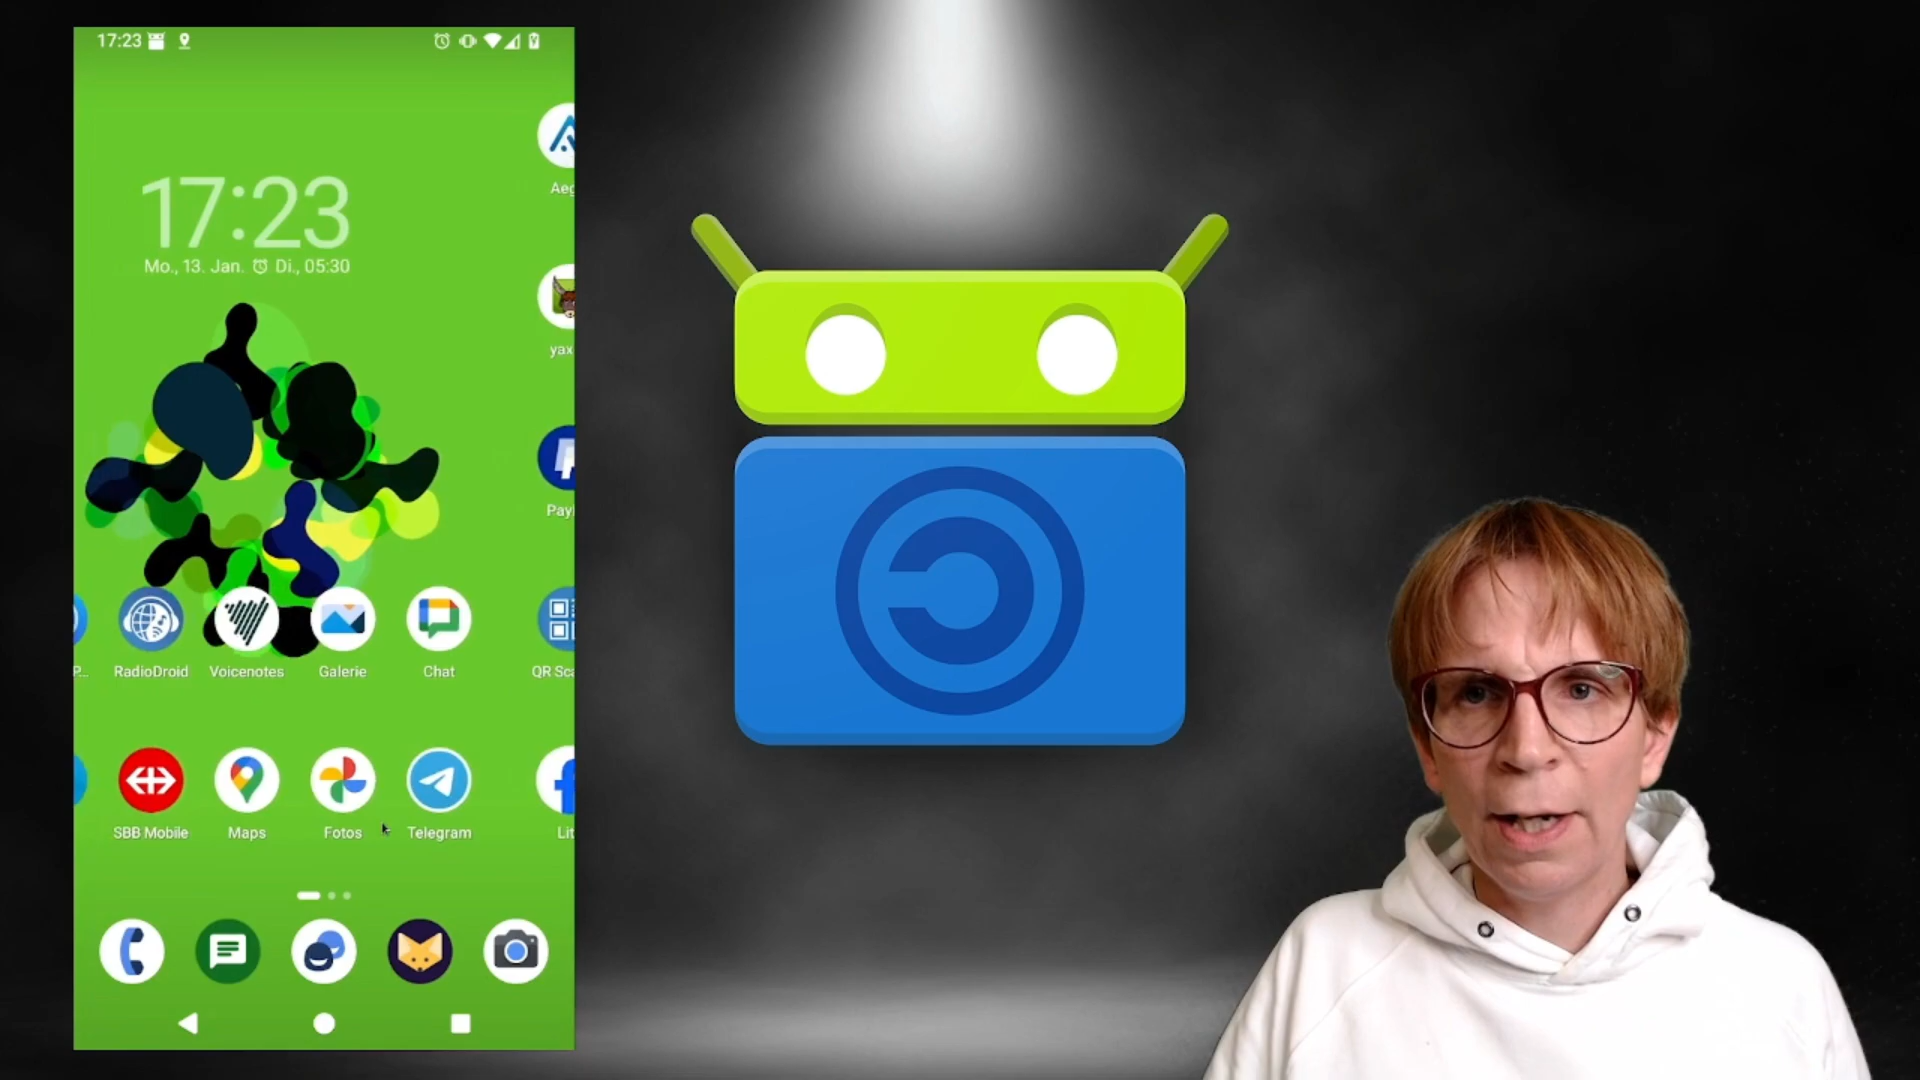 17:23
17:23
Mo., 13. Jan. Di., 05:30
Aeg
yax
Pay
P...
RadioDroid
Voicenotes
Galerie
Chat
QR Sca
SBB Mobile
Maps
Fotos
Telegram
Lit